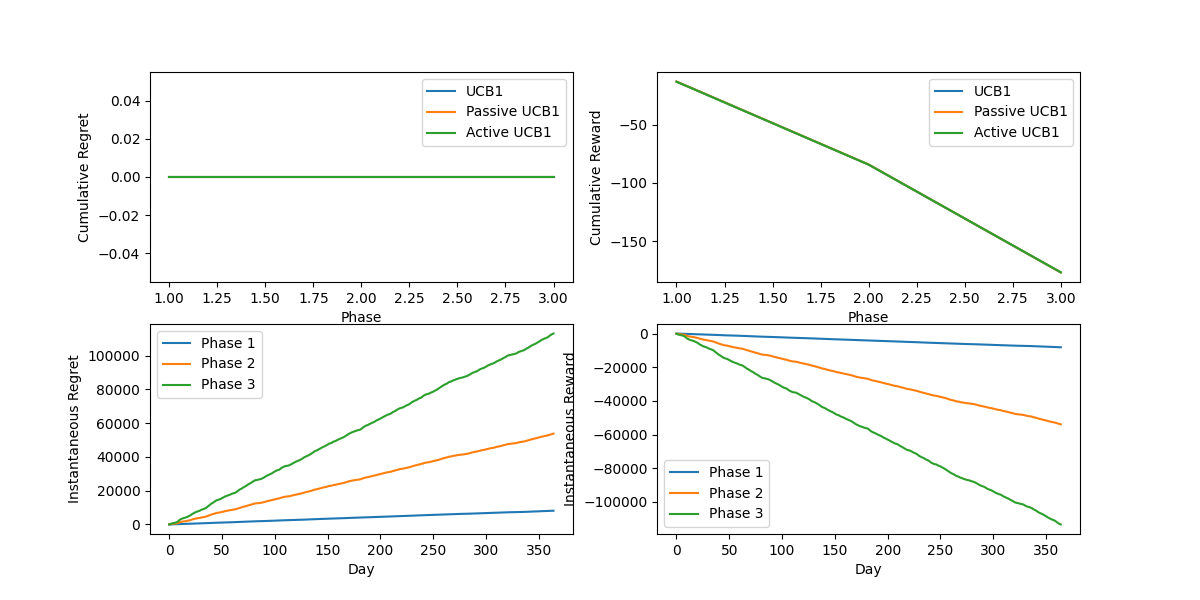 Cumulative Regret
0.04
0.02
0.00
−0.02
−0.04
UCB1
Passive UCB1
Active UCB1
1.00 1.25 1.50 1.75 2.00 2.25 2.50 2.75 3.00
Phase
Cumulative Reward
−50
−100
−150
UCB1
Passive UCB1
Active UCB1
1.00 1.25 1.50 1.75 2.00 2.25 2.50 2.75 3.00
Phase
Instantaneous Regret
100000
80000
60000
40000
20000
0
Phase 1
Phase 2
Phase 3
0 50 100 150 200 250 300 350
Day
Instantaneous Reward
0
−20000
−40000
−60000
−80000
−100000
Phase 1
Phase 2
Phase 3
0 50 100 150 200 250 300 350
Day